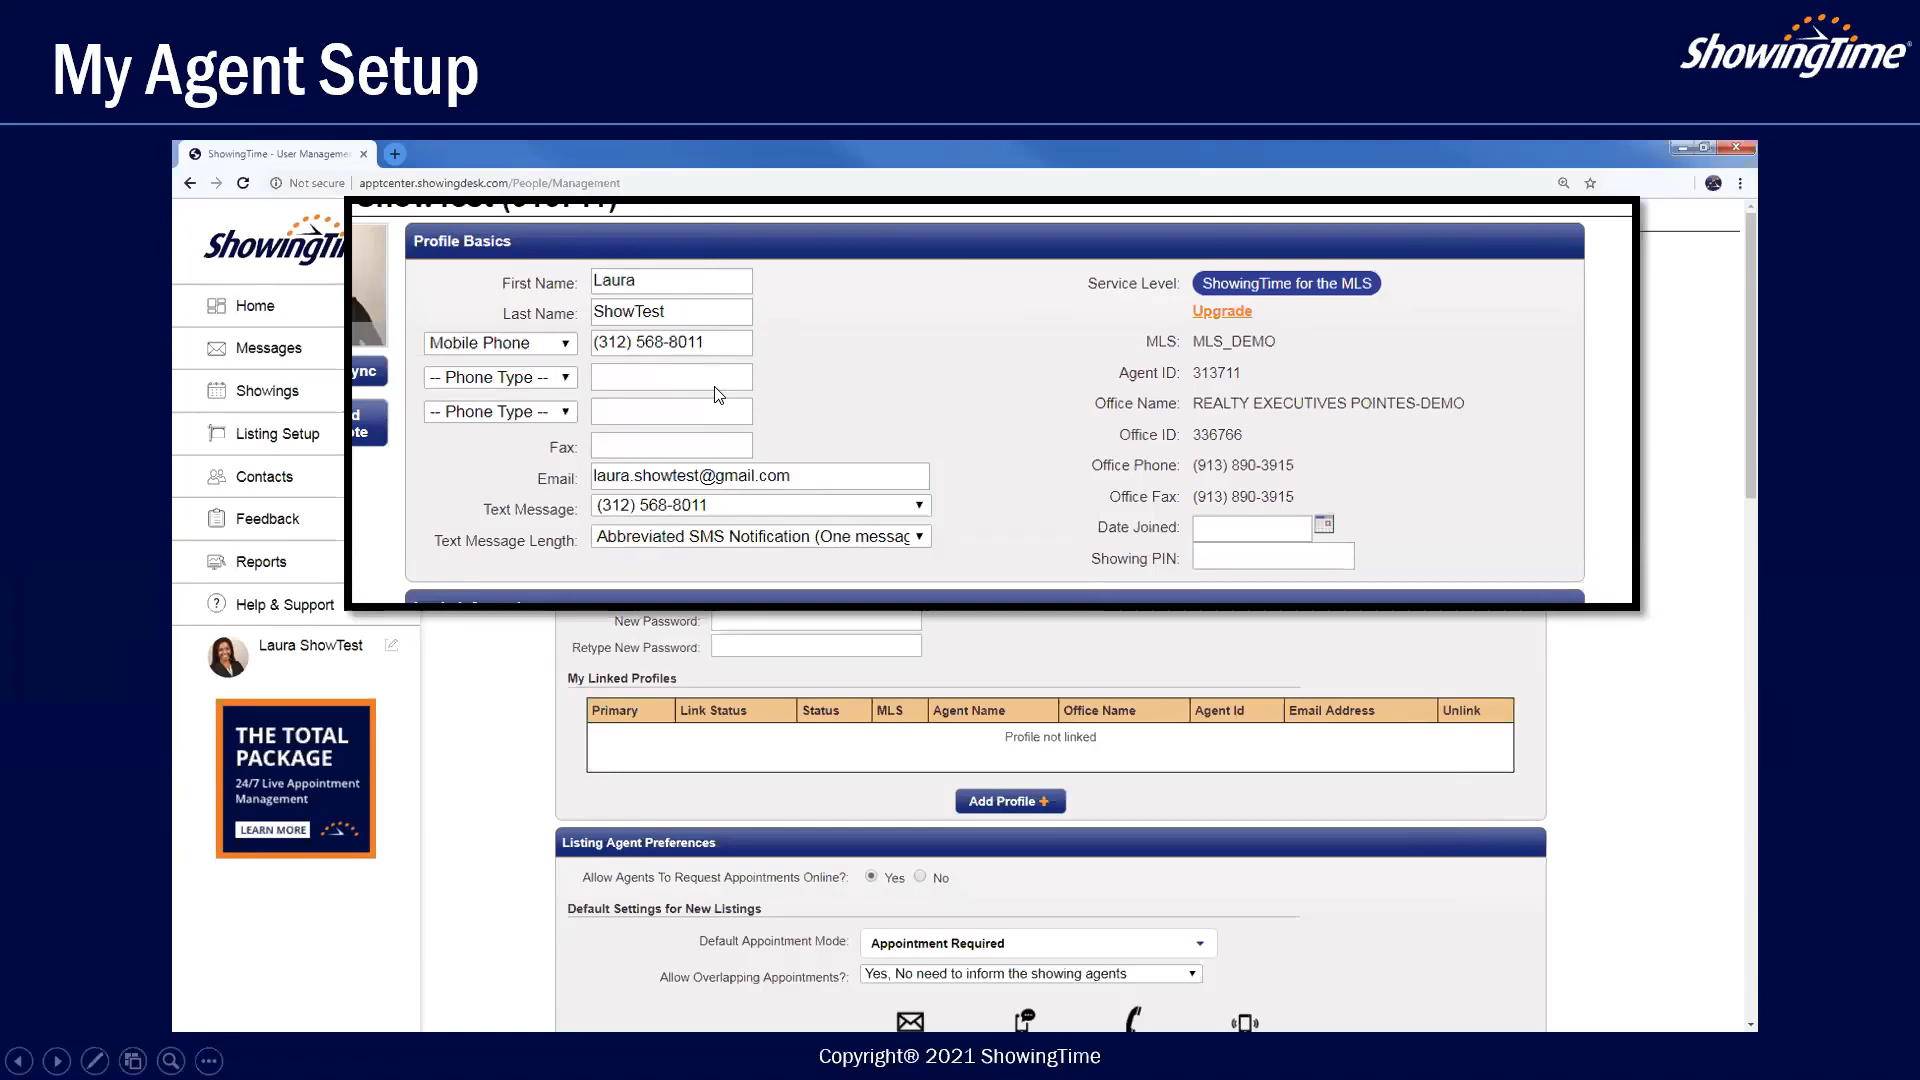 My Agent Setup
ShowingTime
ShowingTime - User Manageme
Not secure
apptcenter.showingdesk.com/People/Management
ShowingTime
Home
Messages
Showings
Listing Setup
Contacts
Feedback
Reports
Help & Support
Laura ShowTest
THE TOTAL
PACKAGE
24/7 Live Appointment
Management
LEARN MORE
Profile Basics
First Name: Laura
Last Name: ShowTest
Mobile Phone (312) 568-8011
-- Phone Type --
-- Phone Type --
Fax:
Email: laura.showtest@gmail.com
Text Message: (312) 568-8011
Text Message Length: Abbreviated SMS Notification (One messag
Service Level: ShowingTime for the MLS
Upgrade
MLS: MLS_DEMO
Agent ID: 313711
Office Name: REALTY EXECUTIVES POINTES-DEMO
Office ID: 336766
Office Phone: (913) 890-3915
Office Fax: (913) 890-3915
Date Joined:
Showing PIN:
New Password:
Retype New Password:
My Linked Profiles
Primary Link Status Status MLS Agent Name Office Name Agent Id Email Address Unlink
Profile not linked
Add Profile +
Listing Agent Preferences
Allow Agents To Request Appointments Online?: Yes No
Default Settings for New Listings
Default Appointment Mode: Appointment Required
Allow Overlapping Appointments?: Yes, No need to inform the showing agents
Copyright® 2021 ShowingTime